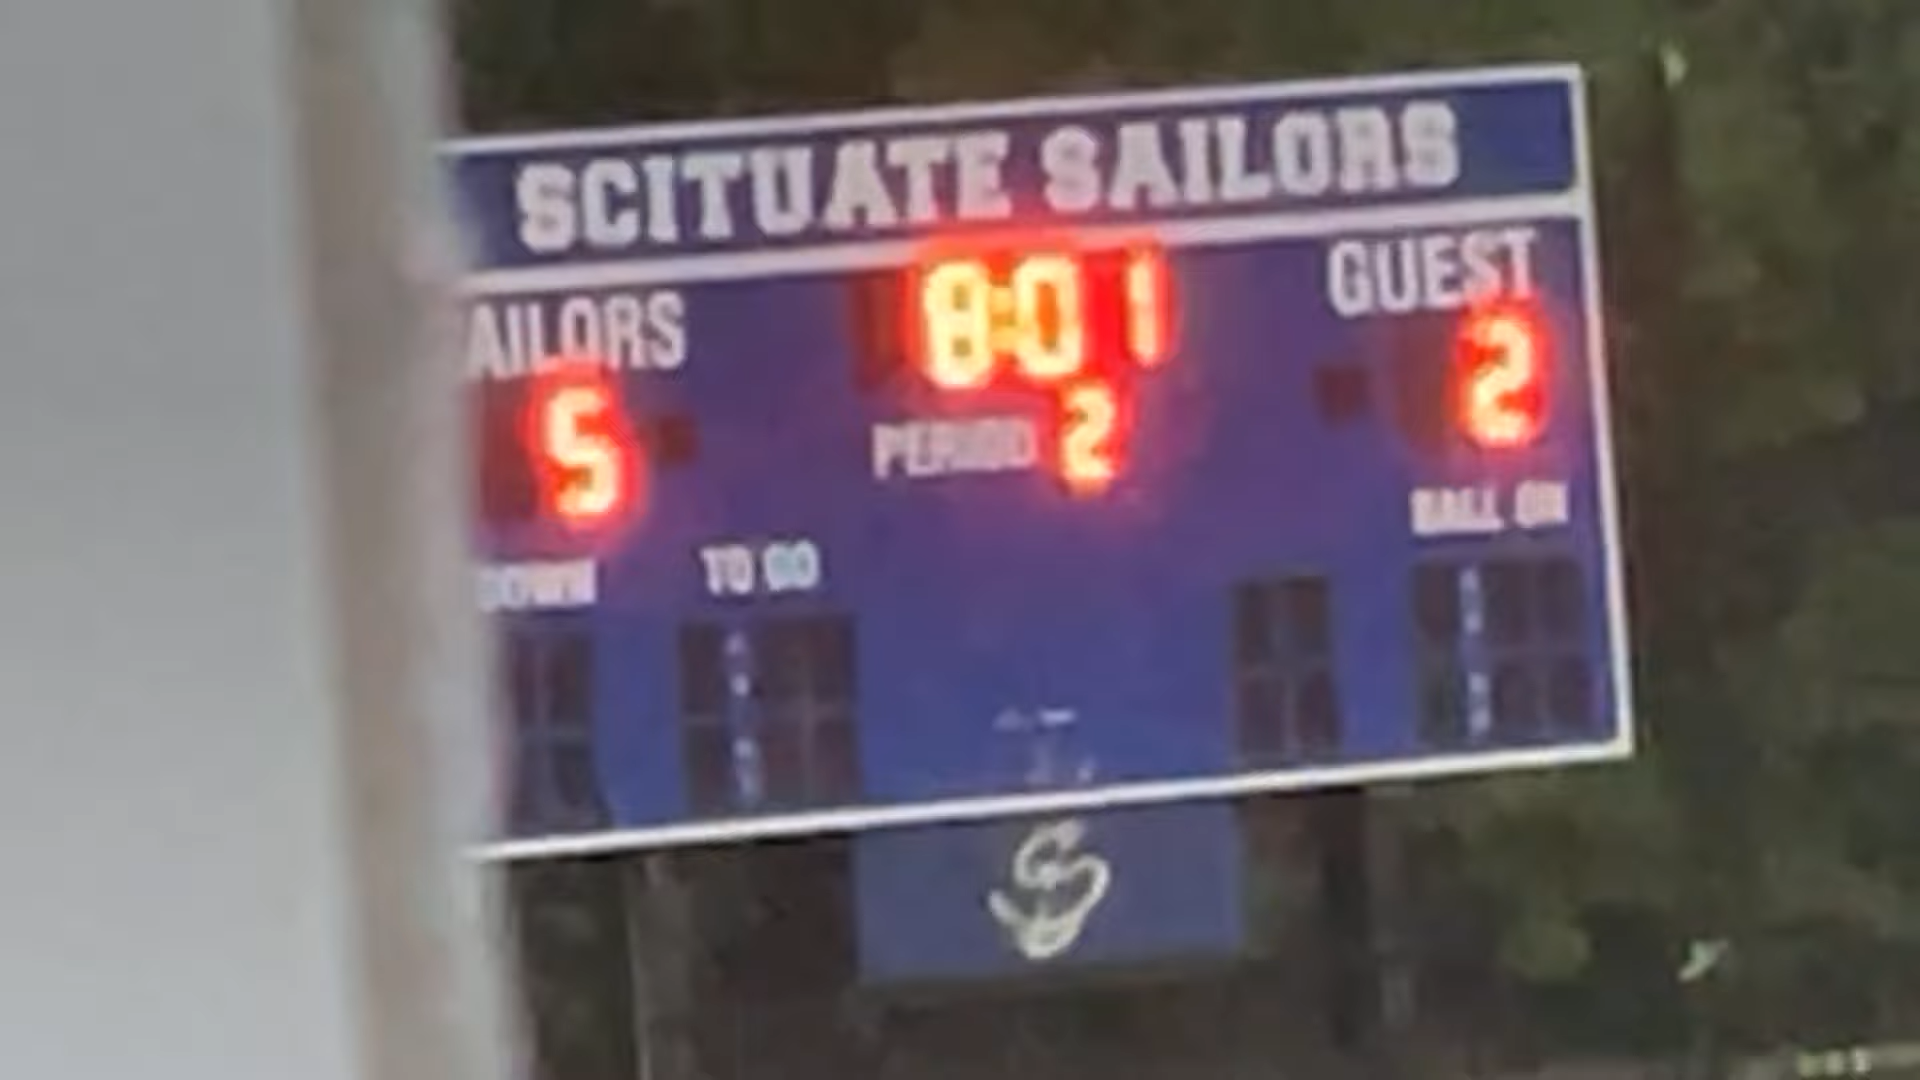 SCITUATE SAILORS
8:01
GUEST
AILORS
5
PERIOD 2
2
BALL ON
DOWN
TO GO